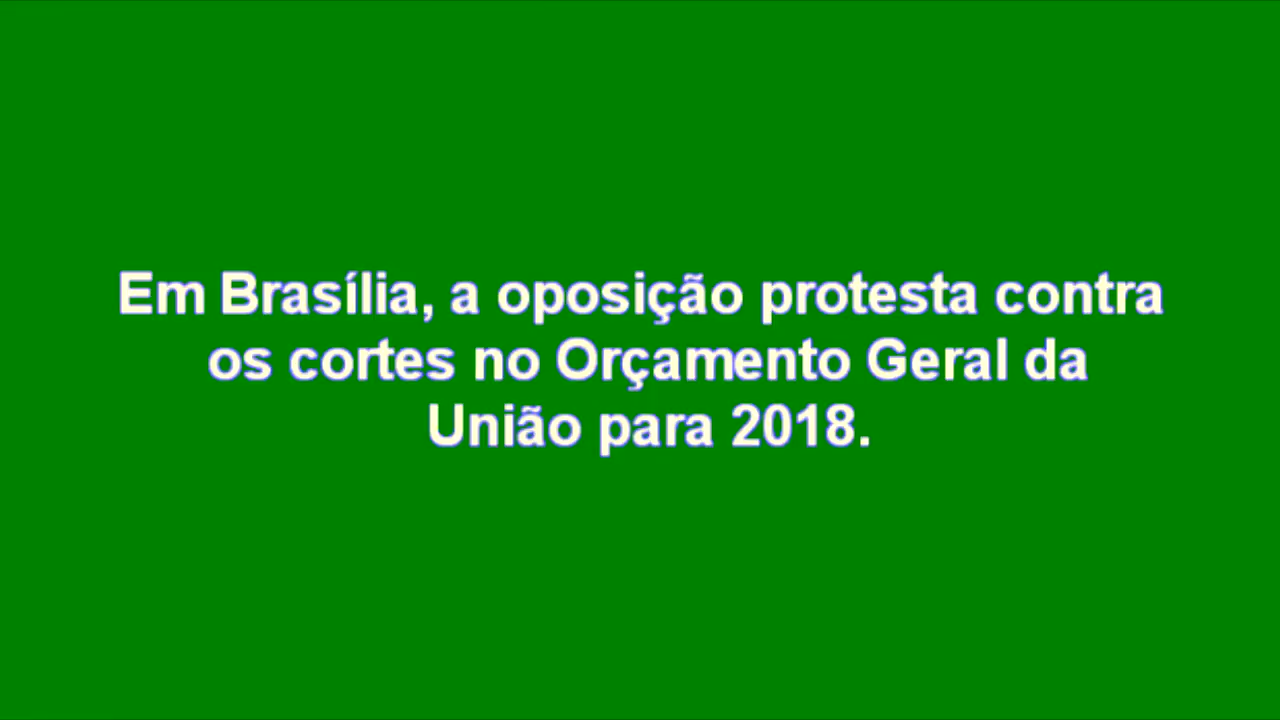 Em Brasília, a oposição protesta contra
os cortes no Orçamento Geral da
União para 2018.